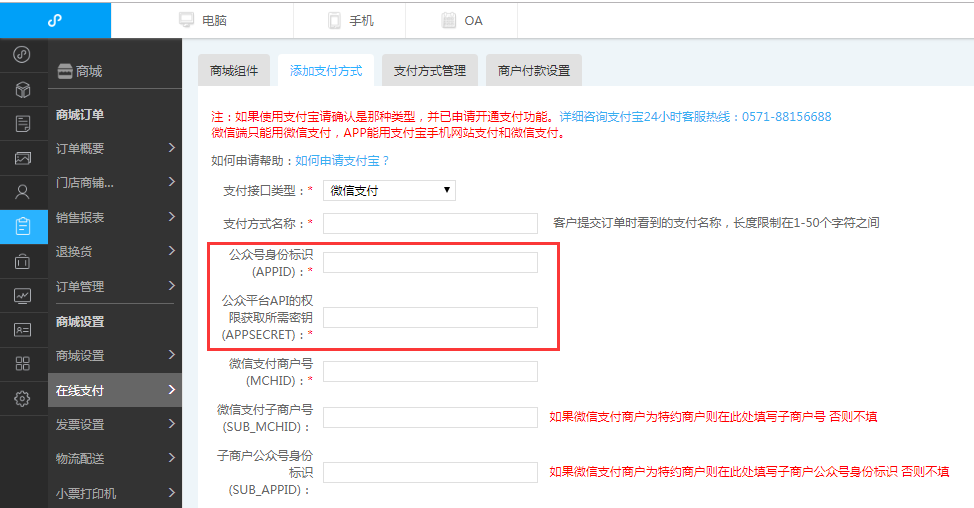 电脑
手机
OA
商城
商城订单
订单概要
门店商铺...
销售报表
退换货
订单管理
商城设置
商城设置
在线支付
发票设置
物流配送
小票打印机
商城组件
添加支付方式
支付方式管理
商户付款设置
注：如果使用支付宝请确认是那种类型，并已申请开通支付功能。详细咨询支付宝24小时客服热线：0571-88156688
微信端只能用微信支付，APP能用支付宝手机网站支付和微信支付。
如何申请帮助：如何申请支付宝？
支付接口类型：* 微信支付
支付方式名称：* 客户提交订单时看到的支付名称，长度限制在1-50个字符之间
公众号身份标识
(APPID)：*
公众平台API的权
限获取所需密钥
(APPSECRET)：*
微信支付商户号
(MCHID)：*
微信支付子商户号
(SUB_MCHID)：
如果微信支付商户为特约商户则在此处填写子商户号 否则不填
子商户公众号身份
标识
(SUB_APPID)：
如果微信支付商户为特约商户则在此处填写子商户公众号身份标识 否则不填